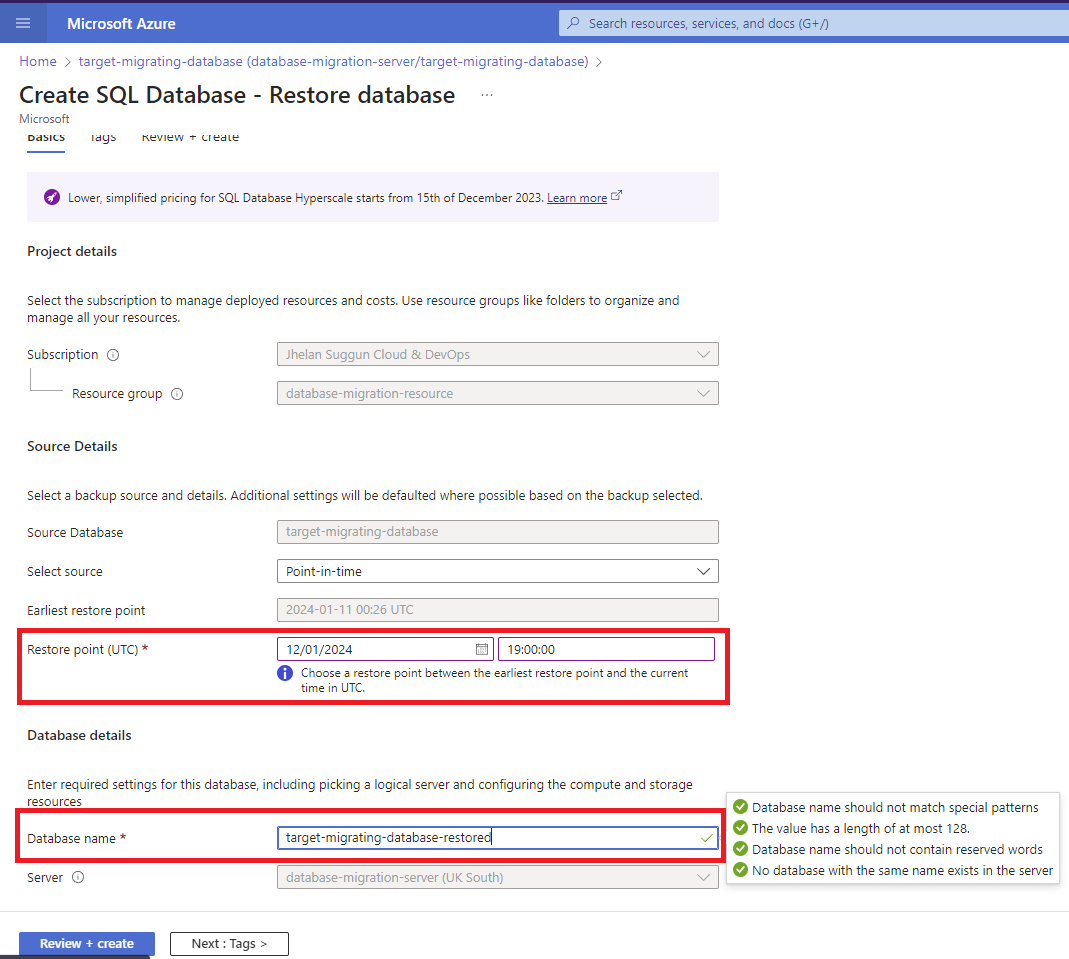 Microsoft Azure
Search resources, services, and docs (G+/)
Home > target-migrating-database (database-migration-server/target-migrating-database) >
Create SQL Database - Restore database ...
Microsoft
Basics Tags Review + create
Lower, simplified pricing for SQL Database Hyperscale starts from 15th of December 2023. Learn more
Project details
Select the subscription to manage deployed resources and costs. Use resource groups like folders to organize and
manage all your resources.
Subscription
Jhelan Suggun Cloud & DevOps
Resource group
database-migration-resource
Source Details
Select a backup source and details. Additional settings will be defaulted where possible based on the backup selected.
Source Database
target-migrating-database
Select source
Point-in-time
Earliest restore point
2024-01-11 00:26 UTC
Restore point (UTC) *
12/01/2024
19:00:00
Choose a restore point between the earliest restore point and the current
time in UTC.
Database details
Enter required settings for this database, including picking a logical server and configuring the compute and storage
resources
Database name *
target-migrating-database-restored
Database name should not match special patterns
The value has a length of at most 128.
Database name should not contain reserved words
No database with the same name exists in the server
Server
database-migration-server (UK South)
Review + create
Next : Tags >